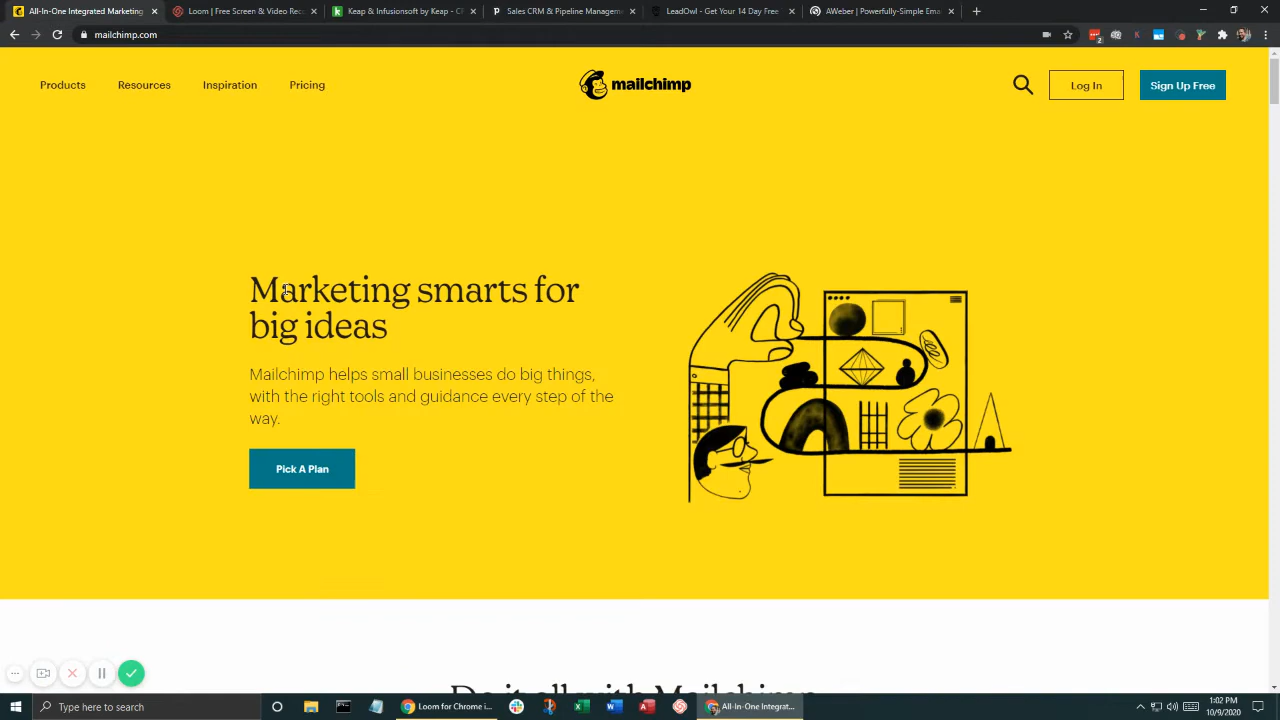 All-In-One Integrated Marketing
Loom | Free Screen & Video Rec
Keap & Infusionsoft by Keap - CF
Sales CRM & Pipeline Managem
LeadOwl - Get Your 14 Day Free
AWeber | Powerfully-Simple Ema
mailchimp.com
2
Products
Resources
Inspiration
Pricing
mailchimp
Log In
Sign Up Free
Marketing smarts for
big ideas
Mailchimp helps small businesses do big things,
with the right tools and guidance every step of the
way.
Pick A Plan
Do it all with Mailchimp
Type here to search
Loom for Chrome i...
All-In-One Integrat...
1:02 PM
10/9/2020